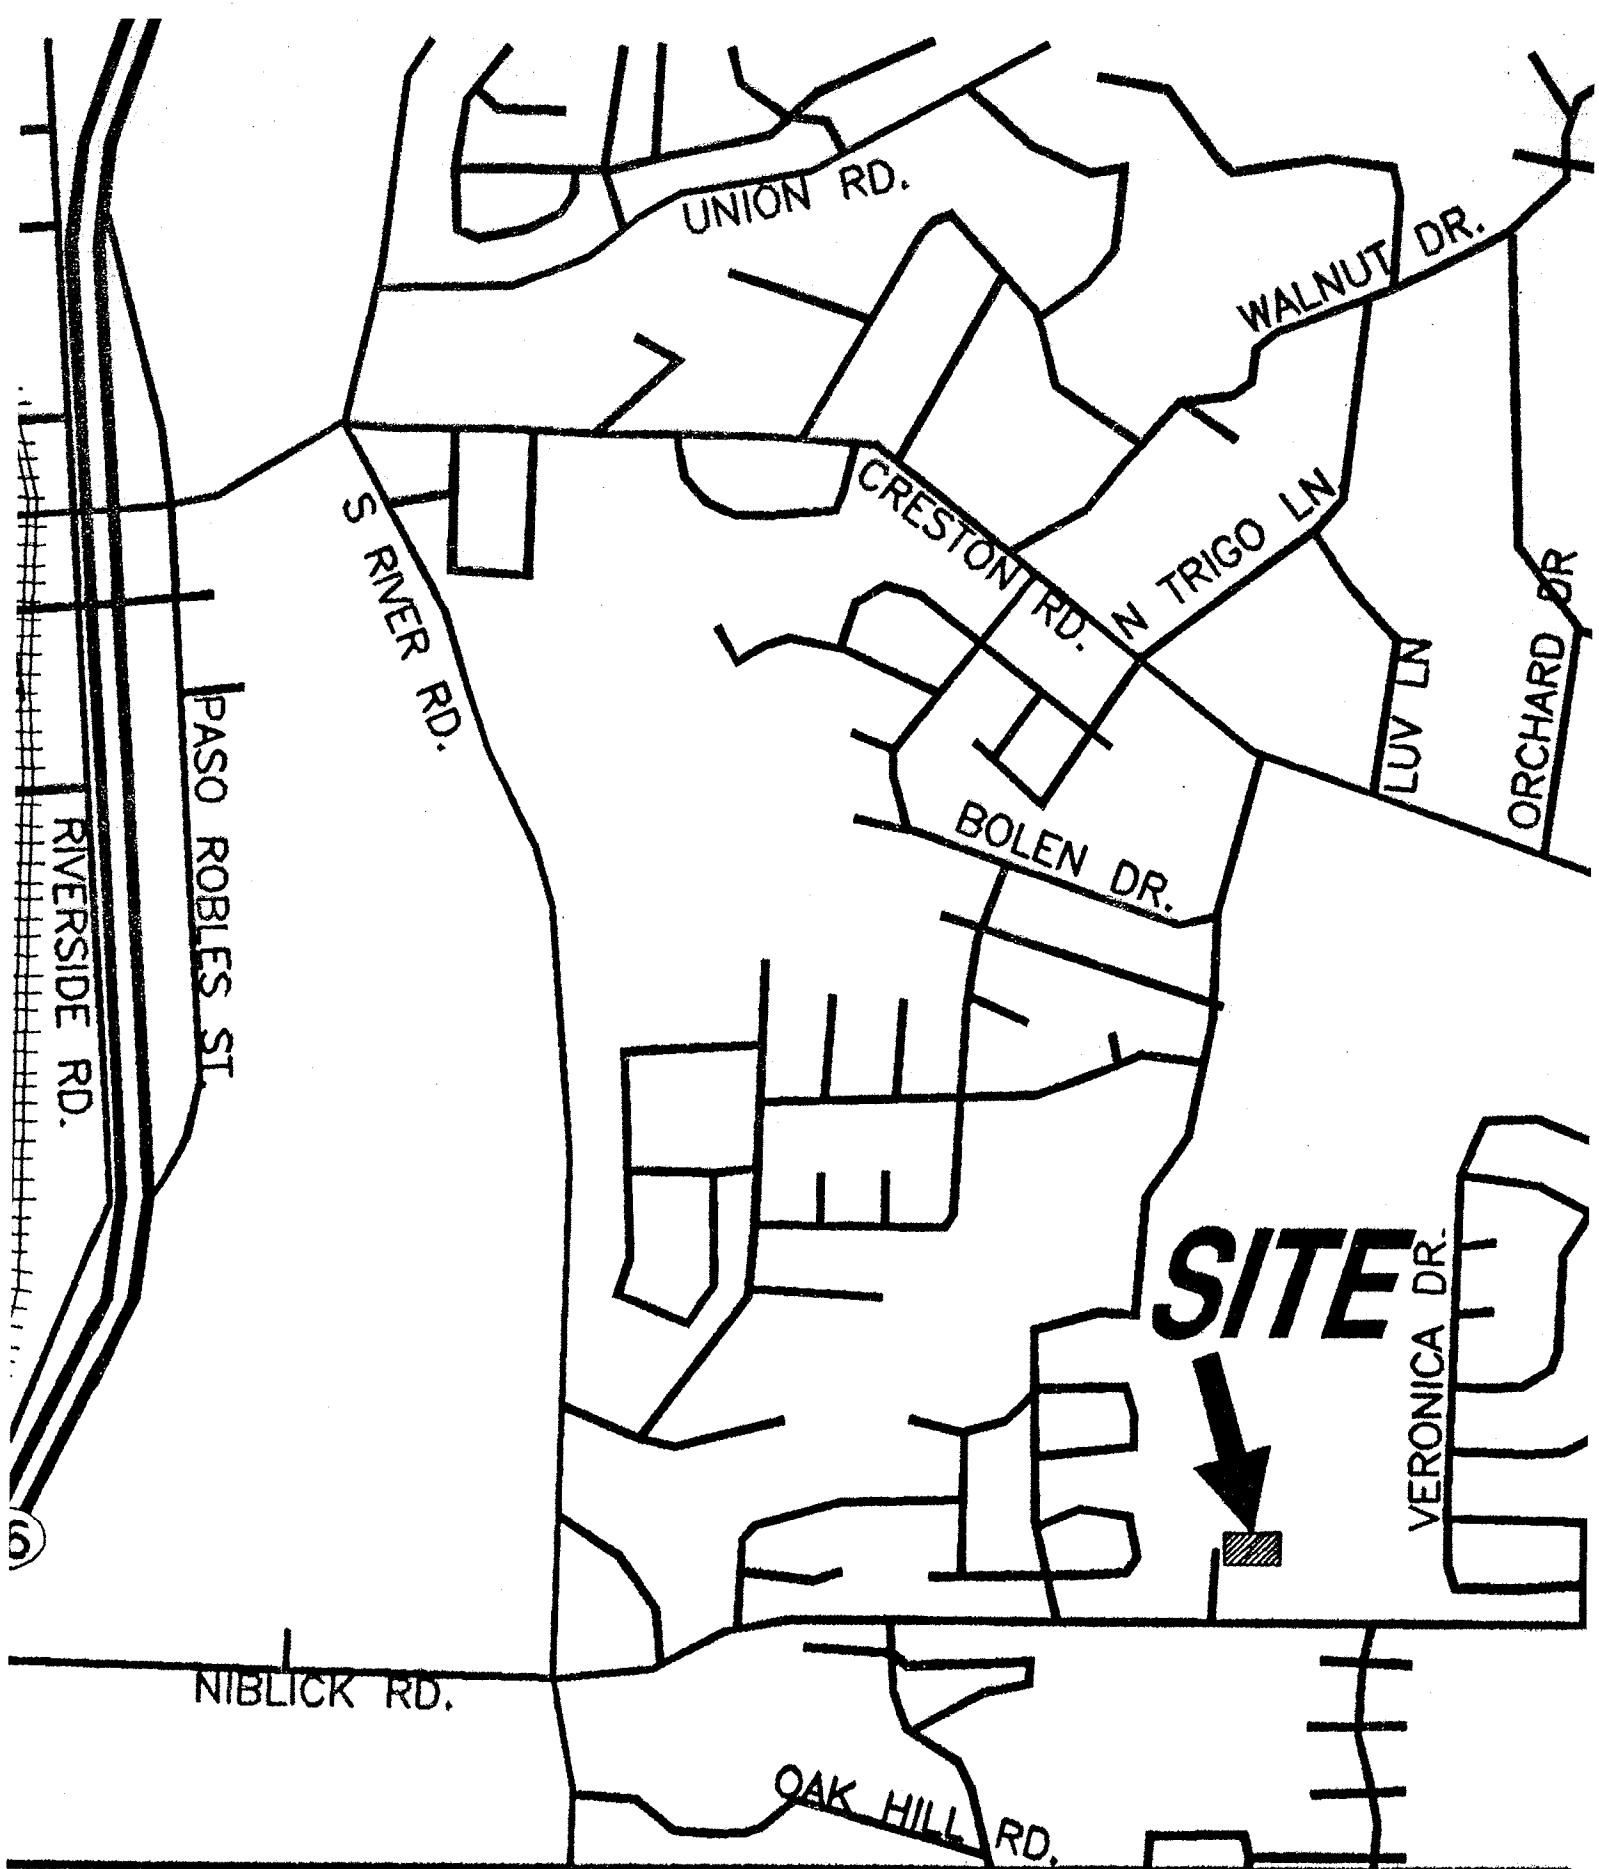 UNION RD.
WALNUT DR.
CRESTON RD.
N TRIGO LN
S RIVER RD.
ORCHARD DR
LUV LN
PASO ROBLES ST.
RIVERSIDE RD.
BOLEN DR.
SITE
VERONICA DR.
6
NIBLICK RD.
OAK HILL RD.